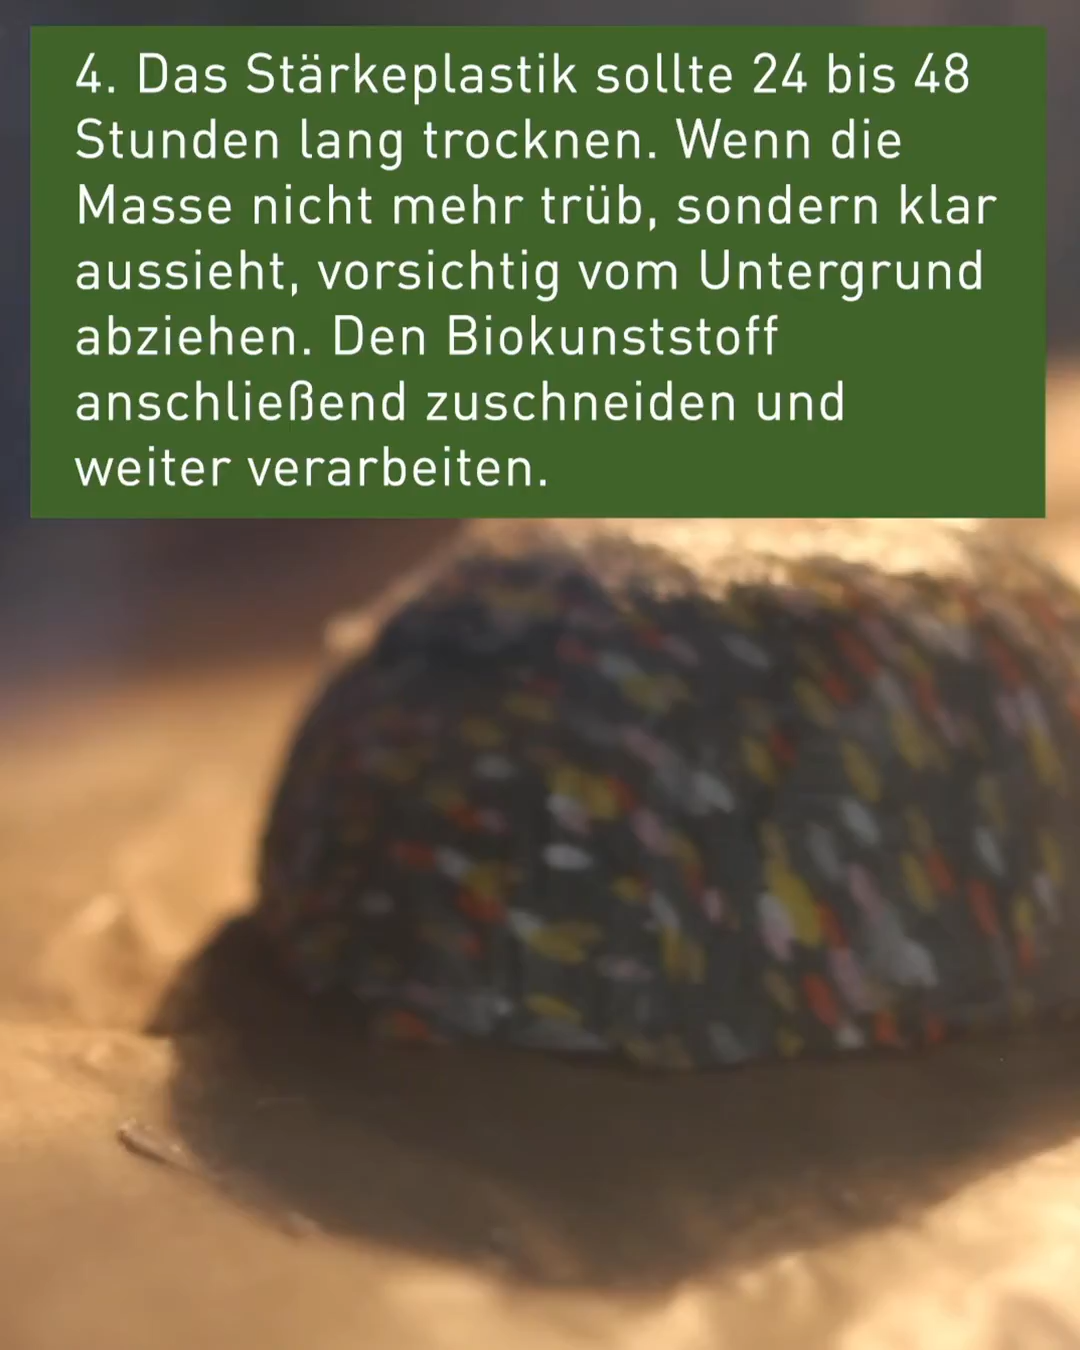 4. Das Stärkeplastik sollte 24 bis 48
Stunden lang trocknen. Wenn die
Masse nicht mehr trüb, sondern klar
aussieht, vorsichtig vom Untergrund
abziehen. Den Biokunststoff
anschließend zuschneiden und
weiter verarbeiten.